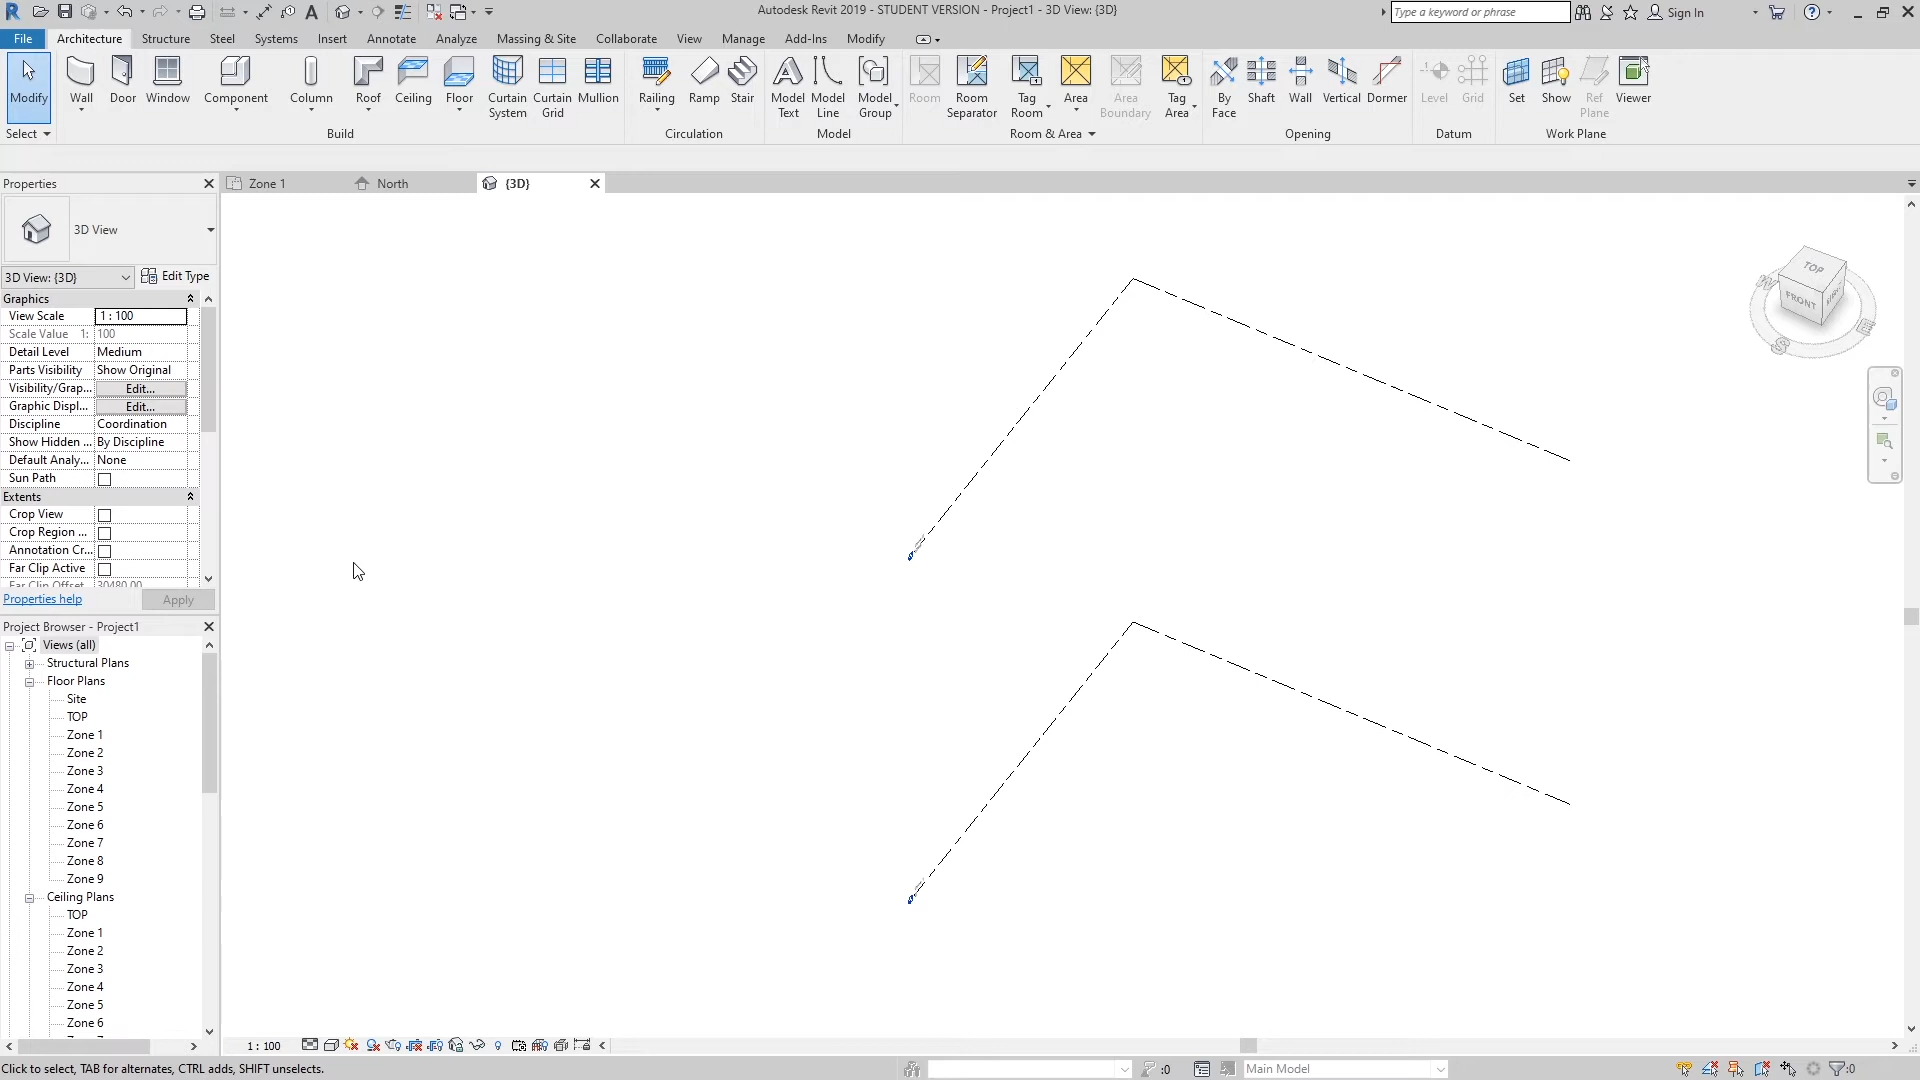 Autodesk Revit 2019 - STUDENT VERSION - Project1 - 3D View: {3D}
Type a keyword or phrase
Sign In
File Architecture Structure Steel Systems Insert Annotate Analyze Massing & Site Collaborate View Manage Add-Ins Modify
Modify Wall Door Window Component Column Roof Ceiling Floor Curtain System Curtain Grid Mullion Railing Ramp Stair Model Text Model Line Model Group Room Room Separator Tag Room Area Area Boundary Tag Area By Face Shaft Wall Vertical Dormer Level Grid Set Show Ref Plane Viewer
Select Build Circulation Model Room & Area Opening Datum Work Plane
Properties
Zone 1 North {3D}
3D View
3D View: {3D} Edit Type
Graphics
View Scale 1 : 100
Scale Value 1: 100
Detail Level Medium
Parts Visibility Show Original
Visibility/Grap... Edit...
Graphic Displ... Edit...
Discipline Coordination
Show Hidden ... By Discipline
Default Analy... None
Sun Path
Extents
Crop View
Crop Region ...
Annotation Cr...
Far Clip Active
Far Clip Offset 30480.00
Properties help Apply
TOP
FRONT
W
E
S
Project Browser - Project1
Views (all)
Structural Plans
Floor Plans
Site
TOP
Zone 1
Zone 2
Zone 3
Zone 4
Zone 5
Zone 6
Zone 7
Zone 8
Zone 9
Ceiling Plans
TOP
Zone 1
Zone 2
Zone 3
Zone 4
Zone 5
Zone 6
1 : 100
Click to select, TAB for alternates, CTRL adds, SHIFT unselects.
:0
Main Model
:0